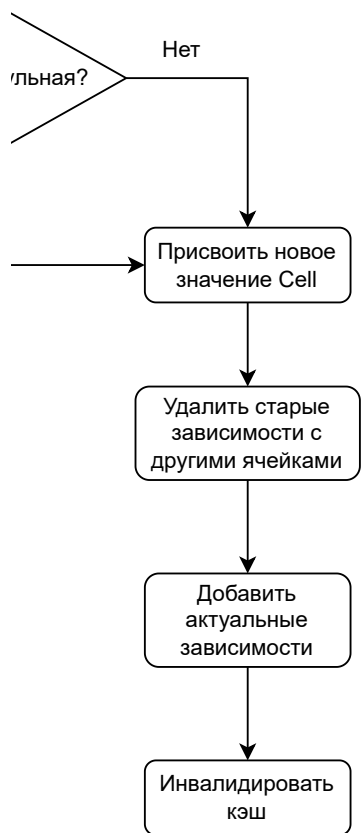 Нет
Присвоить новое
значение Cell
Удалить старые
зависимости с
другими ячейками
Добавить
актуальные
зависимости
Инвалидировать
кэш